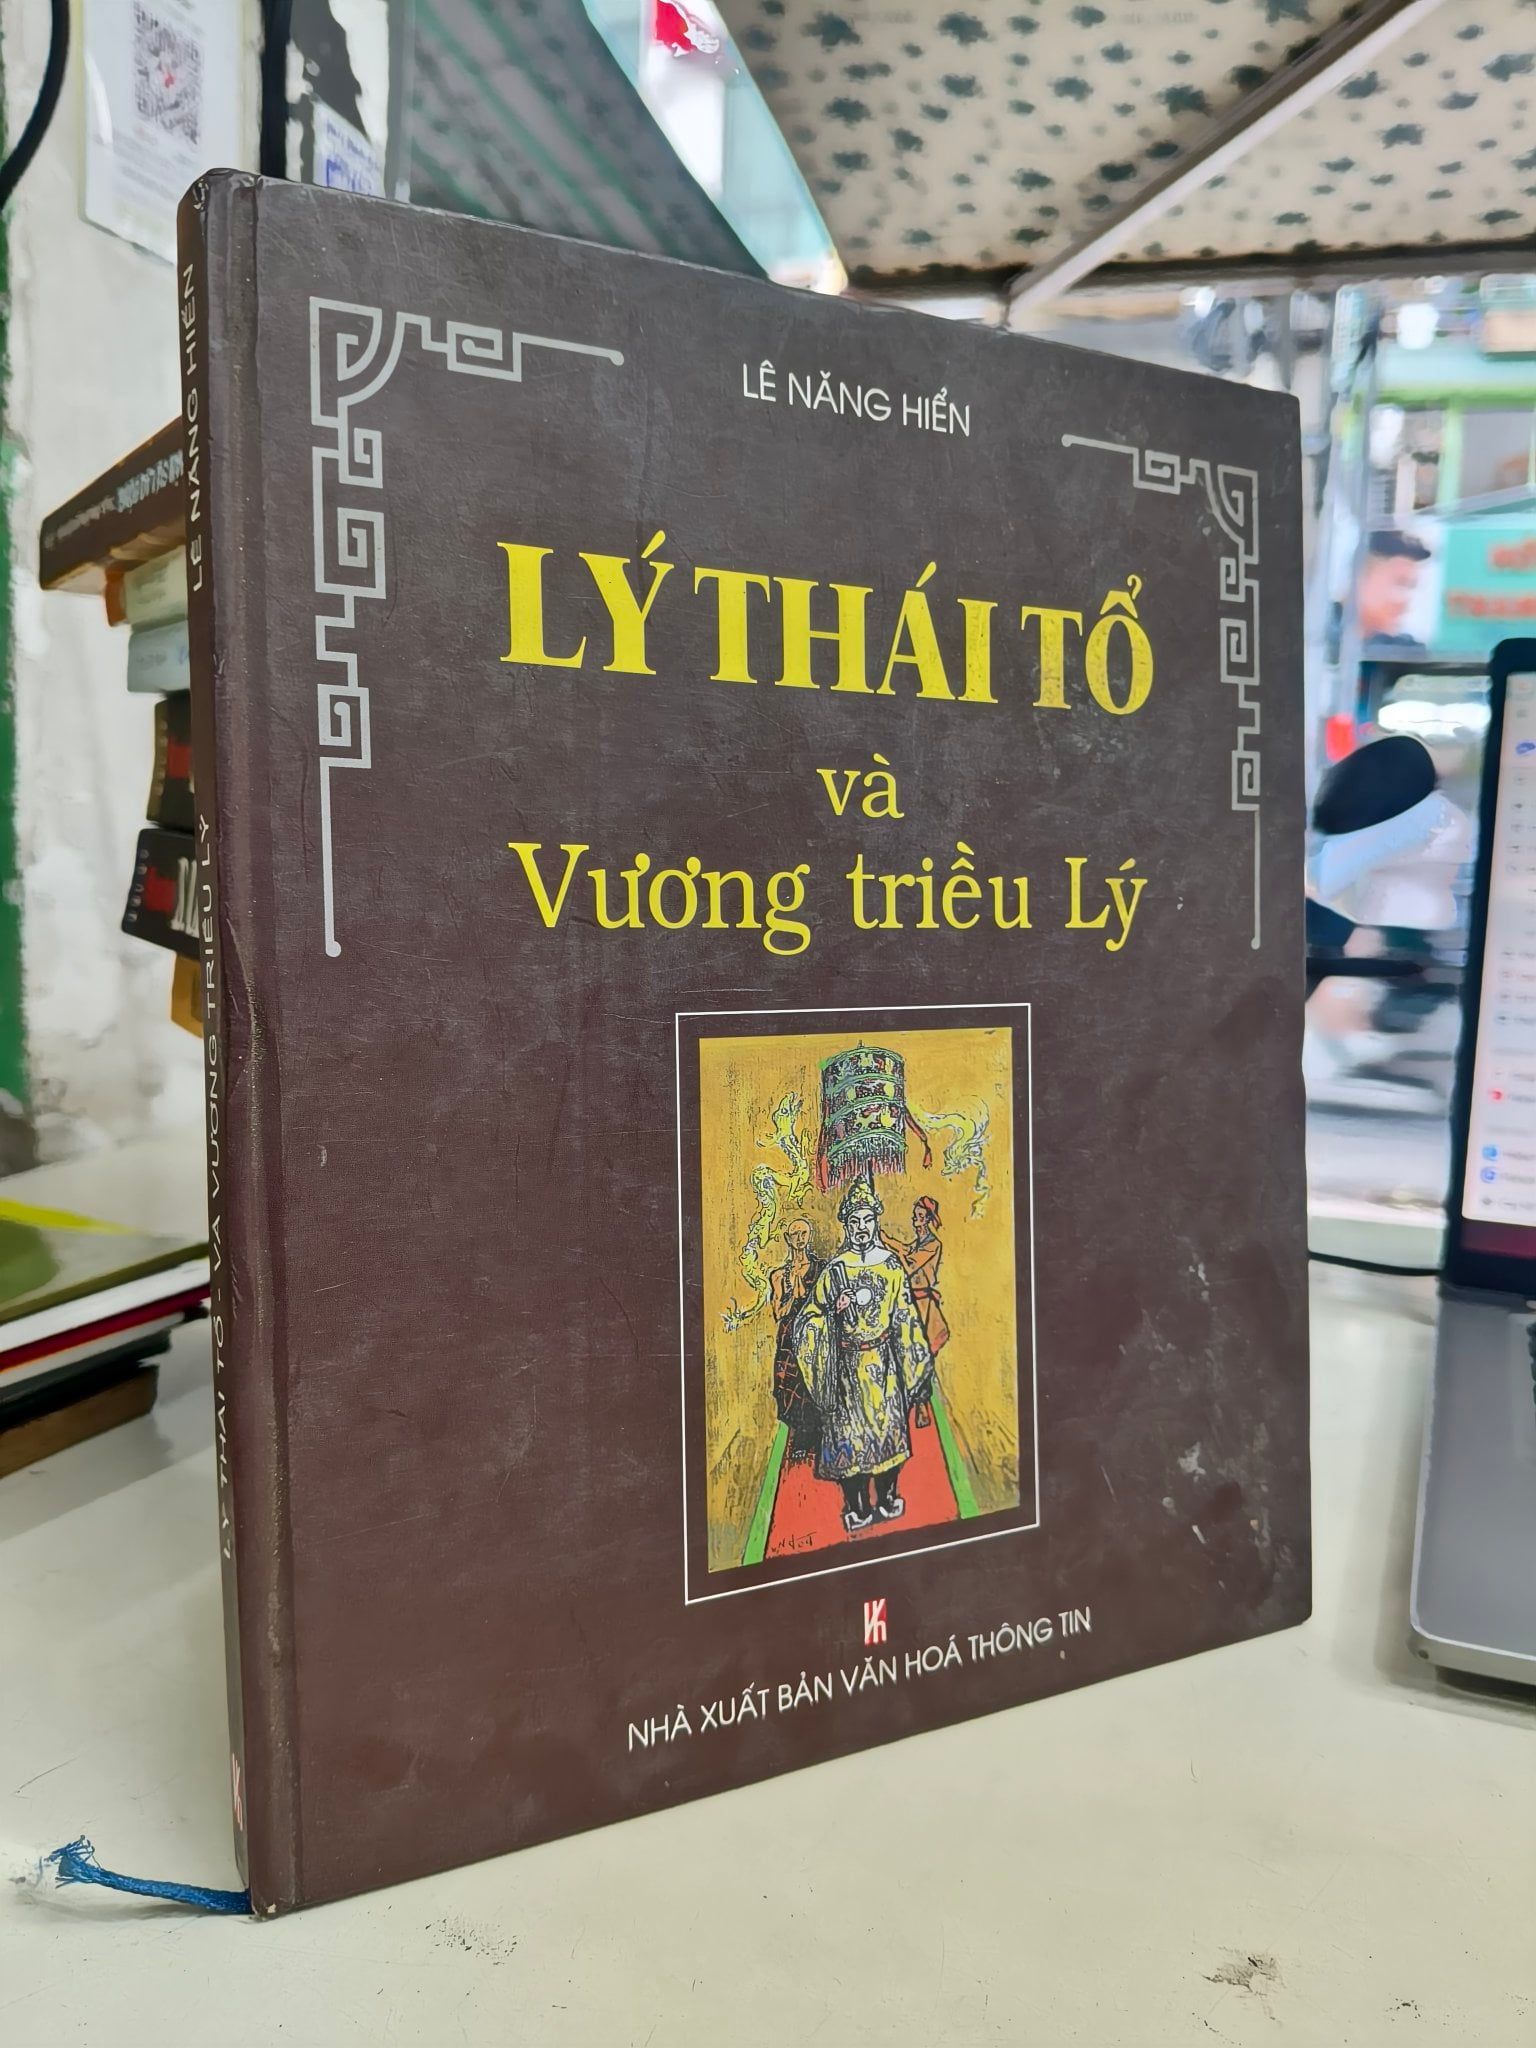 LÊ NĂNG HIỂN
LÝ THÁI TỔ
và
Vương triều Lý
NHÀ XUẤT BẢN VĂN HOÁ THÔNG TIN
LÊ NĂNG HIỂN
LÝ THÁI TỔ - VÀ VƯƠNG TRIỀU LÝ